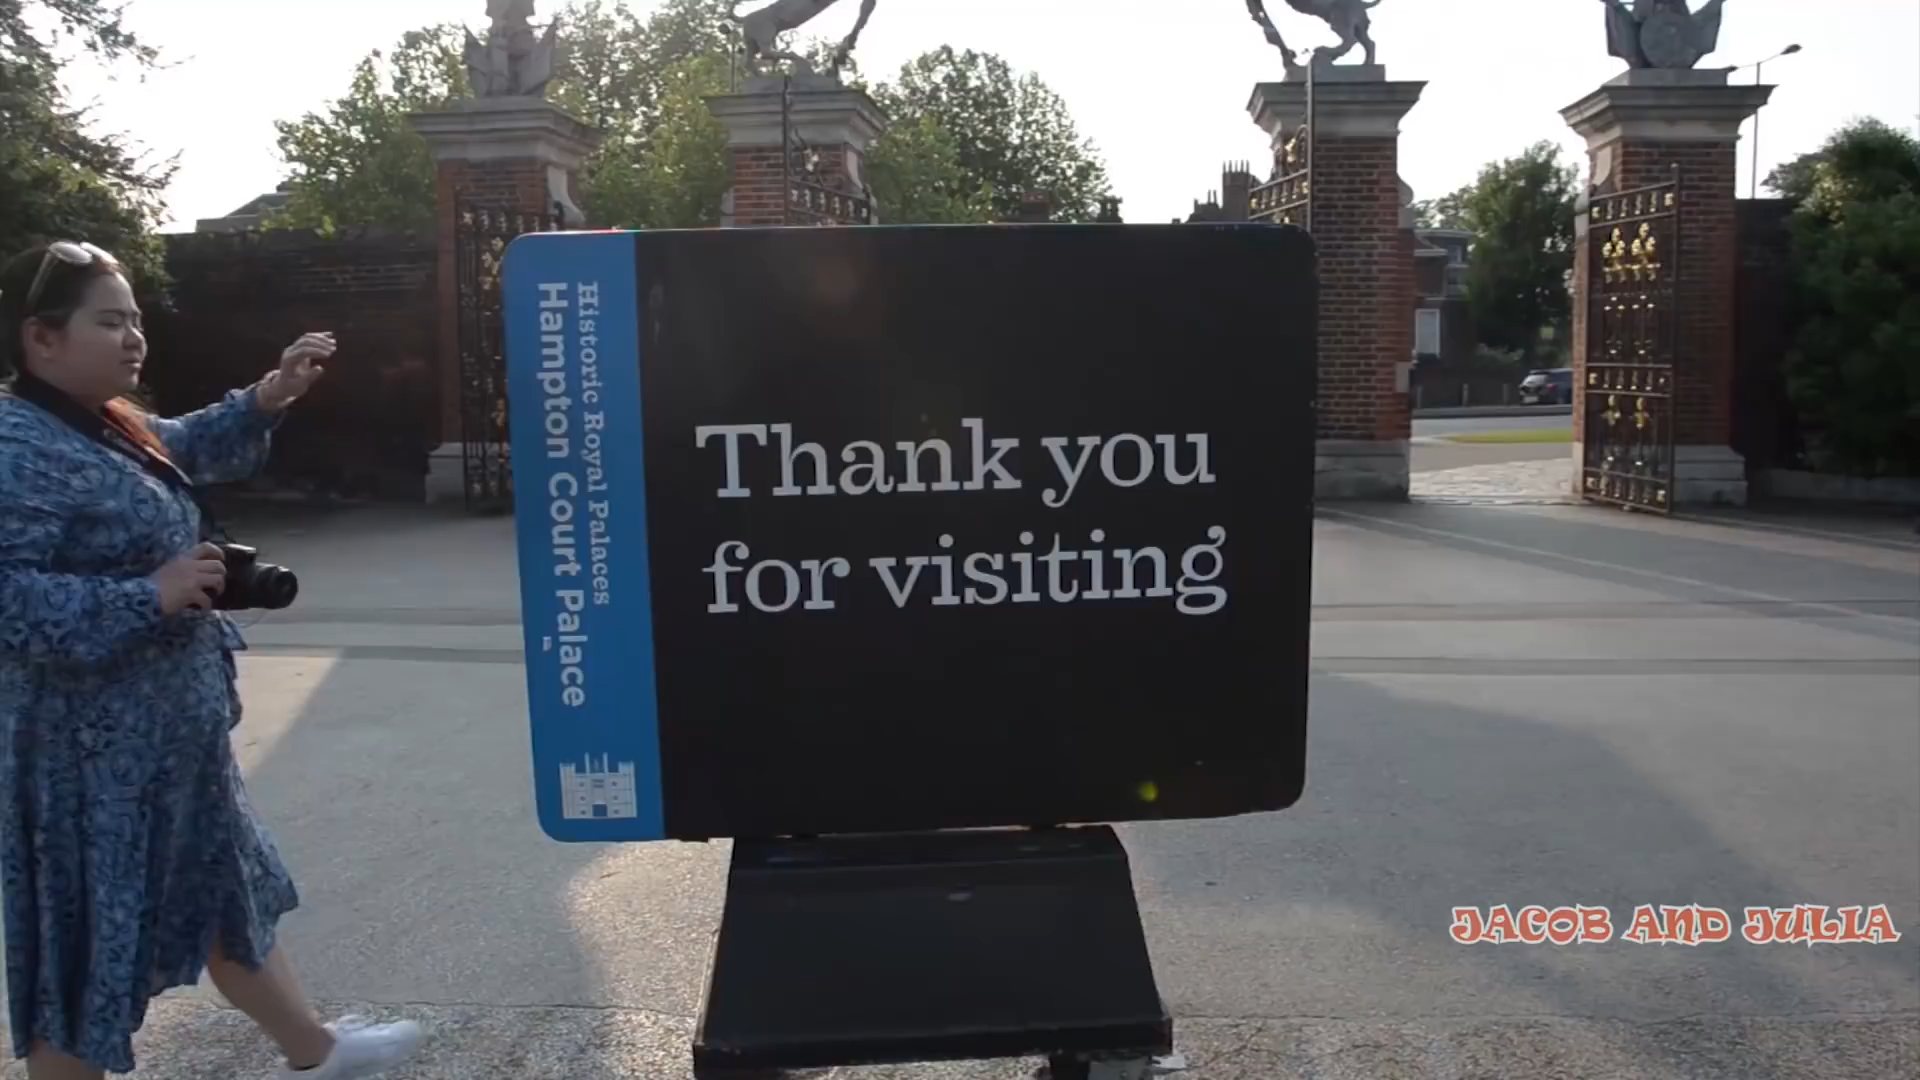 Historic Royal Palaces
Hampton Court Palace
Thank you
for visiting
JACOB AND JULIA